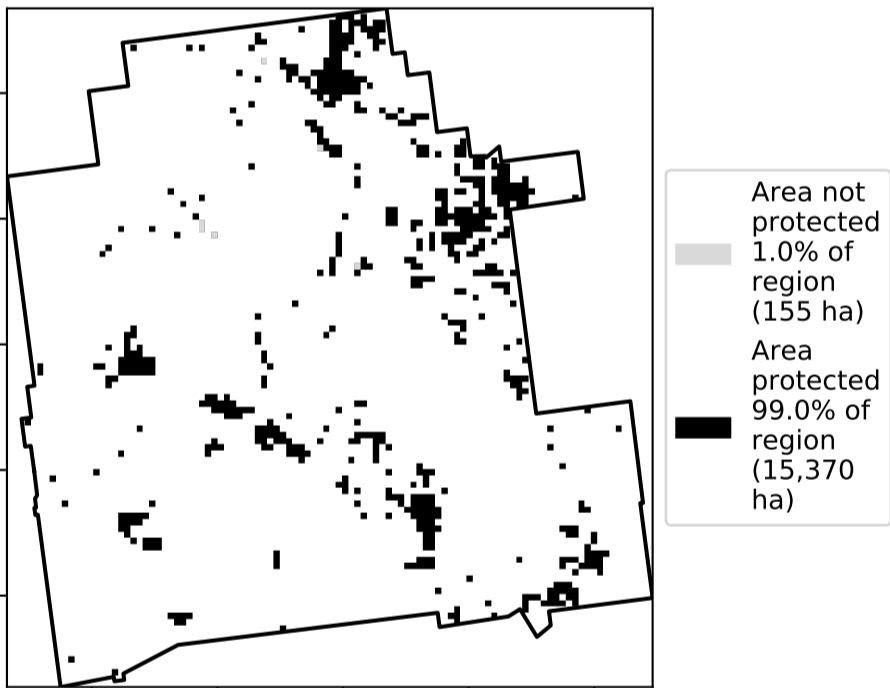 Area not
protected
1.0% of
region
(155 ha)
Area
protected
99.0% of
region
(15,370
ha)